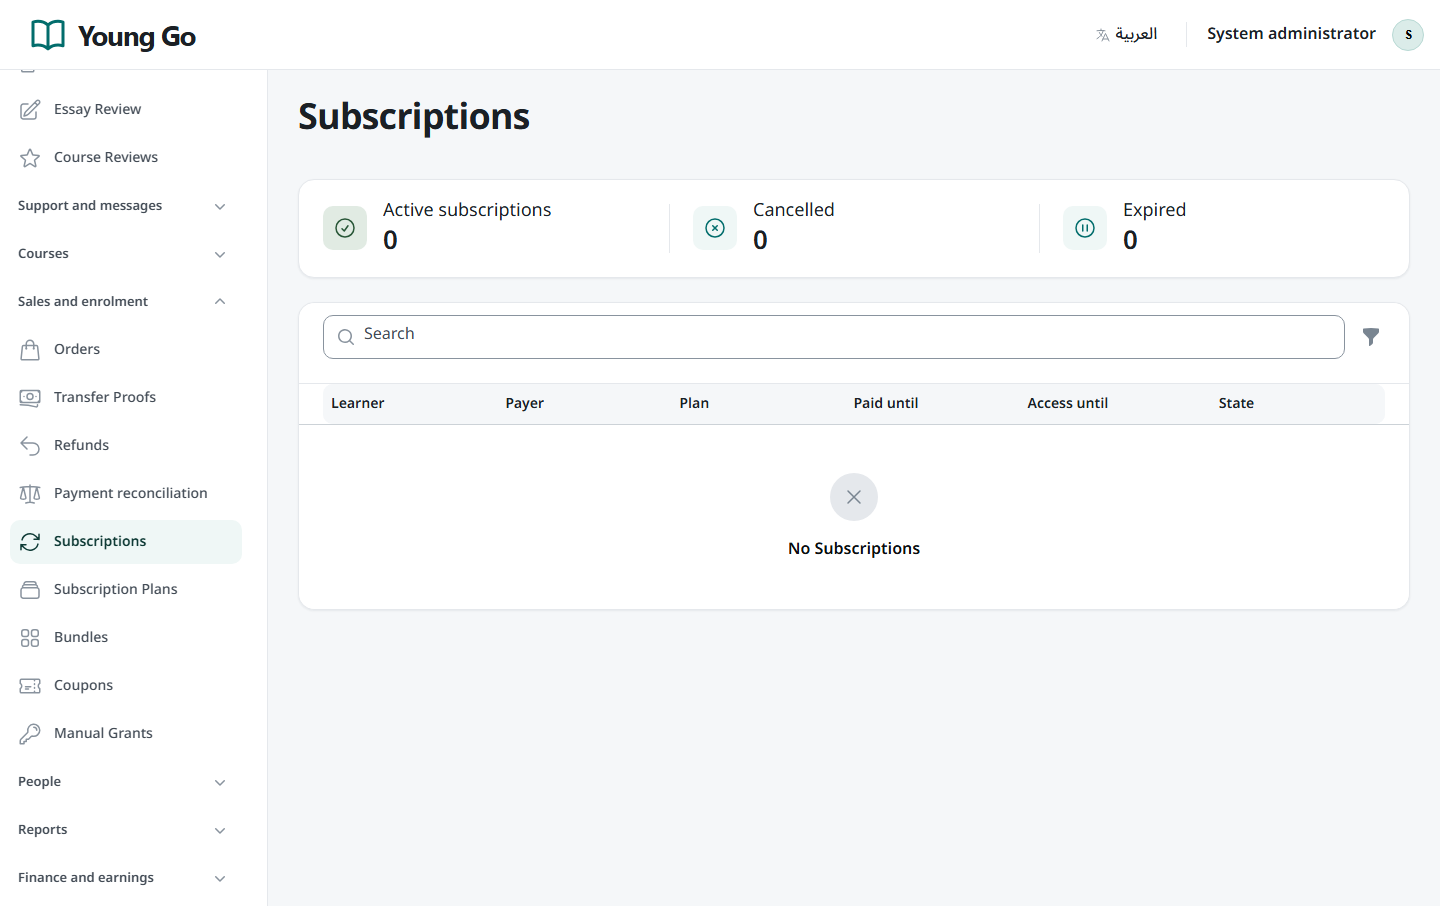 Young Go
العربية
System administrator
S
Essay Review
Course Reviews
Support and messages
Courses
Sales and enrolment
Orders
Transfer Proofs
Refunds
Payment reconciliation
Subscriptions
Subscription Plans
Bundles
Coupons
Manual Grants
People
Reports
Finance and earnings
Subscriptions
Active subscriptions
0
Cancelled
0
Expired
0
Search
Learner Payer Plan Paid until Access until State
No Subscriptions